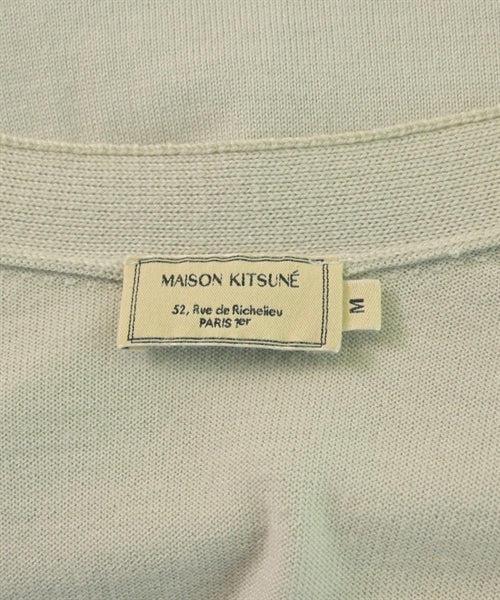 MAISON KITSUNÉ
52, Rue de Richelieu
PARIS 1er
M